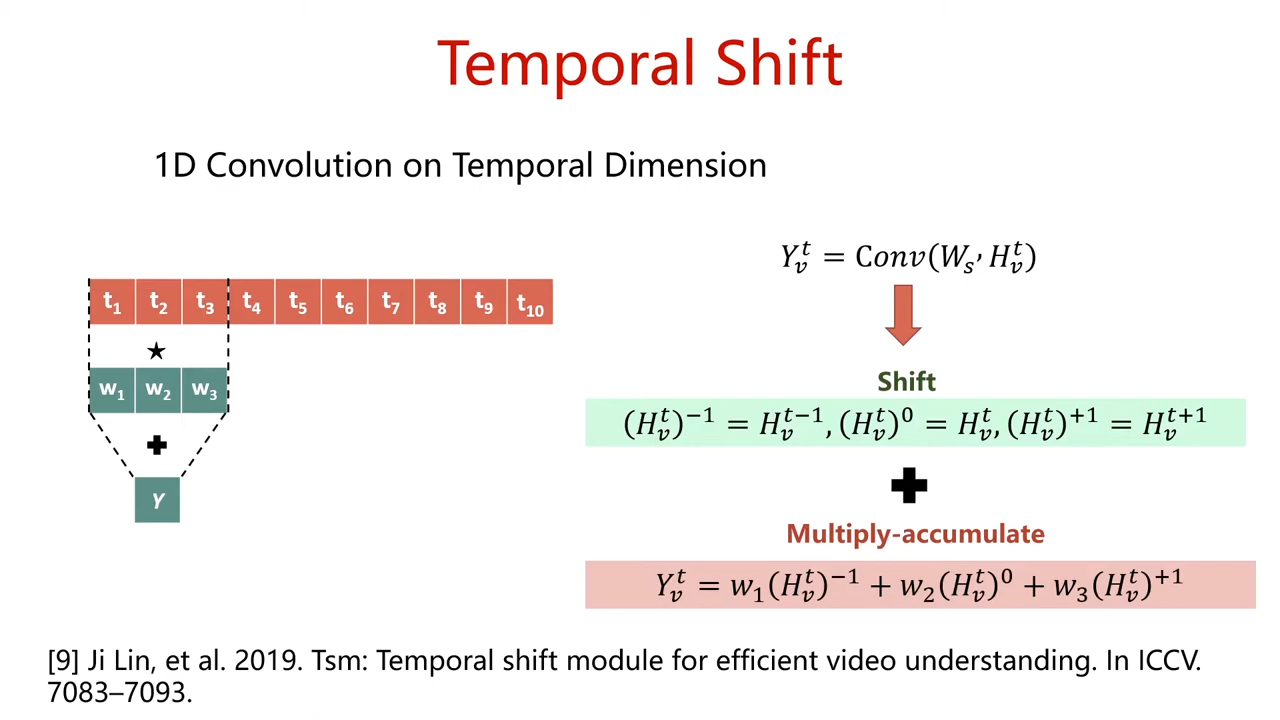 Temporal Shift
1D Convolution on Temporal Dimension
t₁ t₂ t₃ t₄ t₅ t₆ t₇ t₈ t₉ t₁₀
w₁ w₂ w₃
Y
Y_v^t = Conv(W_s, H_v^t)
Shift
(H_v^t)^{-1} = H_v^{t-1}, (H_v^t)^0 = H_v^t, (H_v^t)^{+1} = H_v^{t+1}
Multiply-accumulate
Y_v^t = w₁(H_v^t)^{-1} + w₂(H_v^t)^0 + w₃(H_v^t)^{+1}
[9] Ji Lin, et al. 2019. Tsm: Temporal shift module for efficient video understanding. In ICCV.
7083–7093.